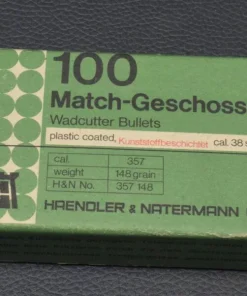 100
Match-Geschoss
Wadcutter Bullets
plastic coated, Kunststoffbeschichtet cal. 38 s
cal. 357
weight 148 grain
H&N No. 357 148
HAENDLER & NATERMANN